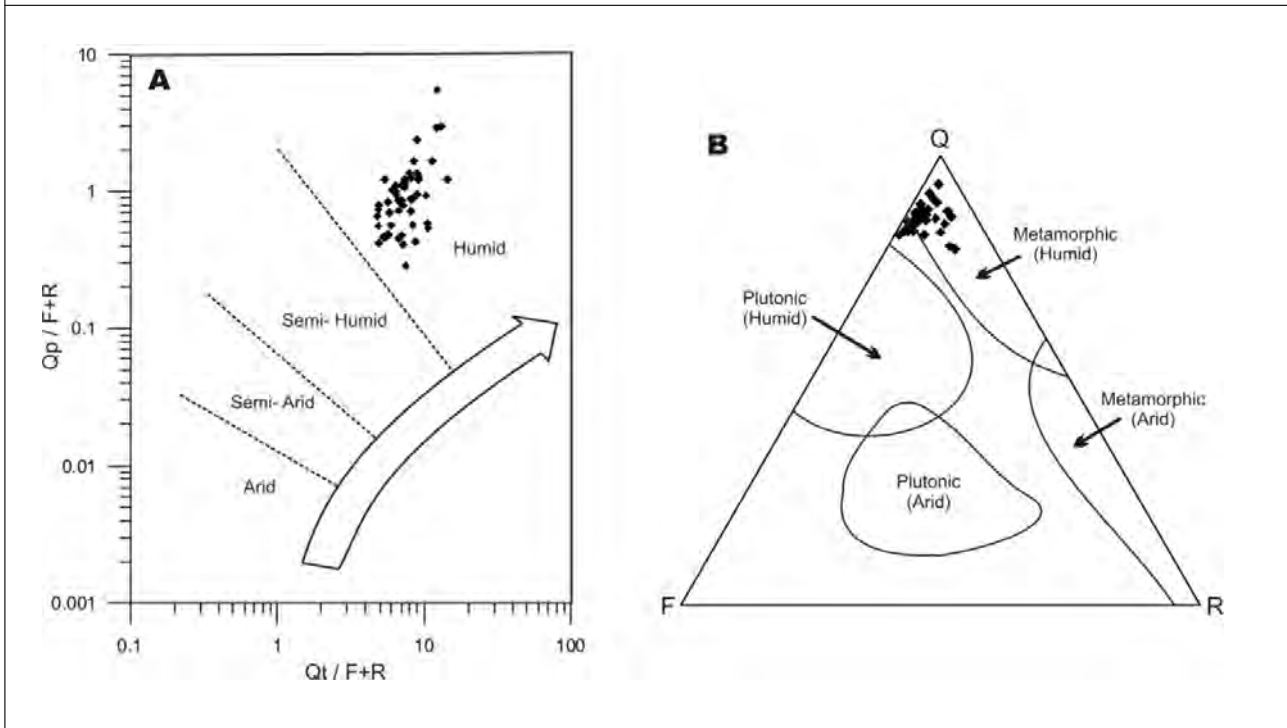 A
10
1
0.1
0.01
0.001
Qp / F+R
Humid
Semi- Humid
Semi- Arid
Arid
0.1
1
10
100
Qt / F+R
B
Q
Metamorphic
(Humid)
Plutonic
(Humid)
Metamorphic
(Arid)
Plutonic
(Arid)
F
R